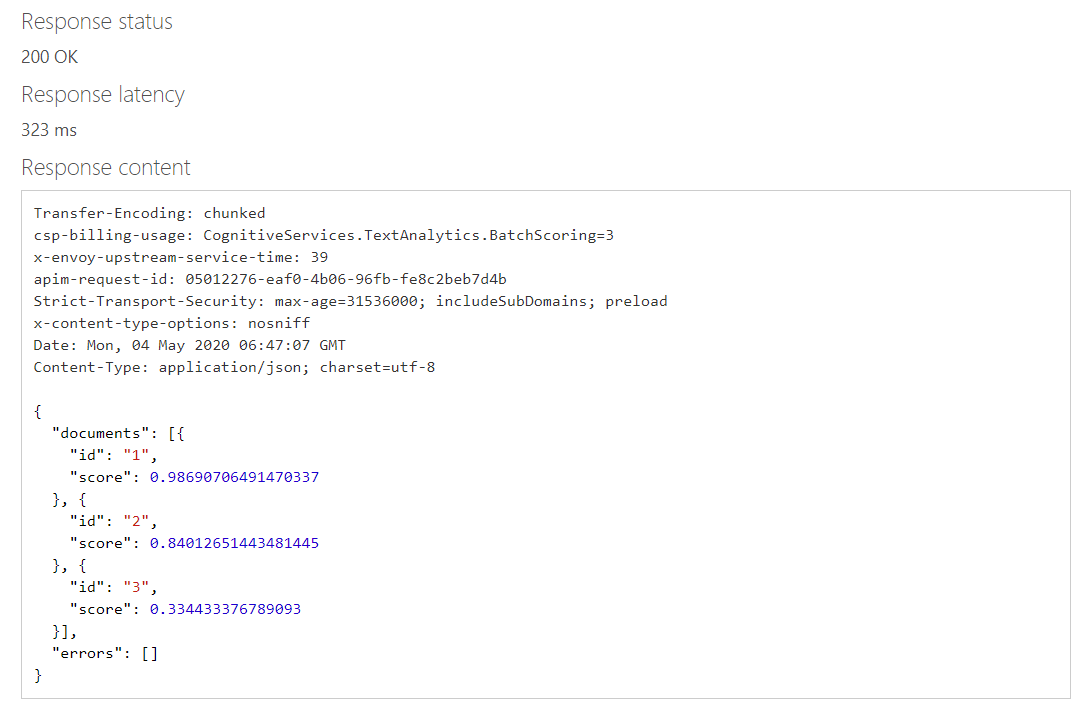 Response status
200 OK
Response latency
323 ms
Response content
Transfer-Encoding: chunked
csp-billing-usage: CognitiveServices.TextAnalytics.BatchScoring=3
x-envoy-upstream-service-time: 39
apim-request-id: 05012276-eaf0-4b06-96fb-fe8c2beb7d4b
Strict-Transport-Security: max-age=31536000; includeSubDomains; preload
x-content-type-options: nosniff
Date: Mon, 04 May 2020 06:47:07 GMT
Content-Type: application/json; charset=utf-8

{
  "documents": [{
    "id": "1",
    "score": 0.98690706491470337
  }, {
    "id": "2",
    "score": 0.84012651443481445
  }, {
    "id": "3",
    "score": 0.334433376789093
  }],
  "errors": []
}